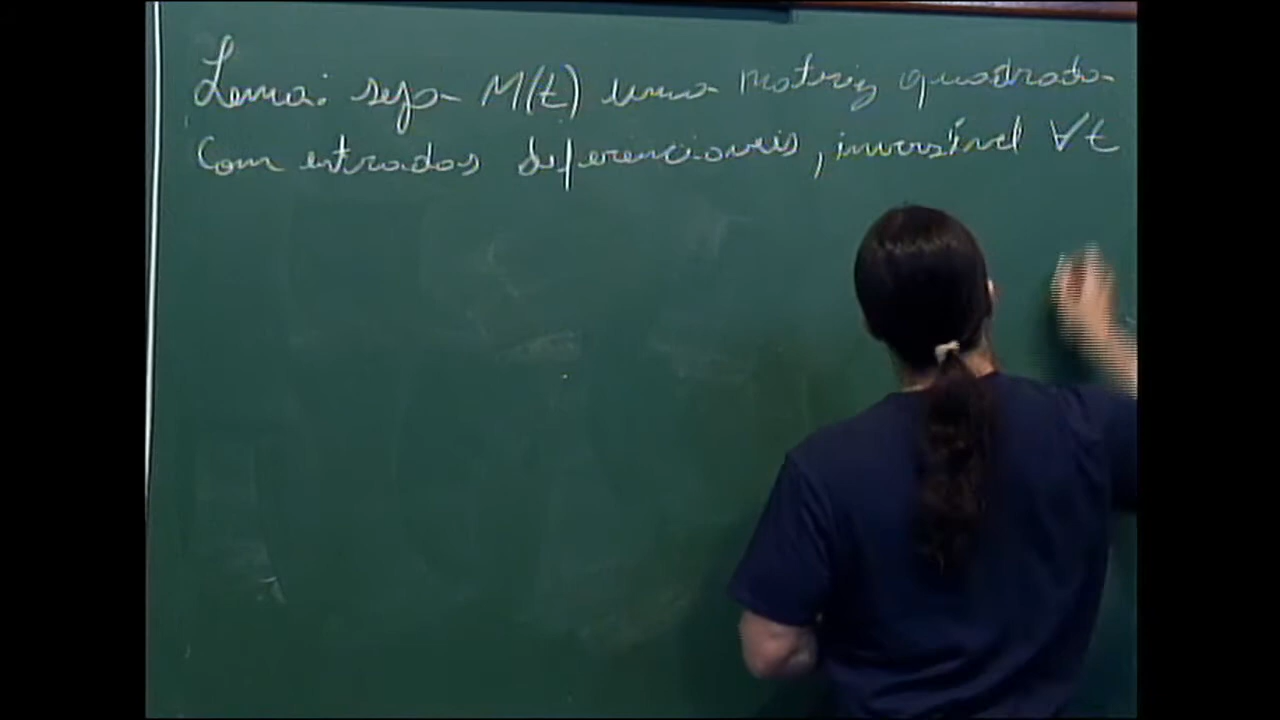 Lema: seja M(t) uma matriz quadrada
com entradas diferenciáveis, inversível ∀t